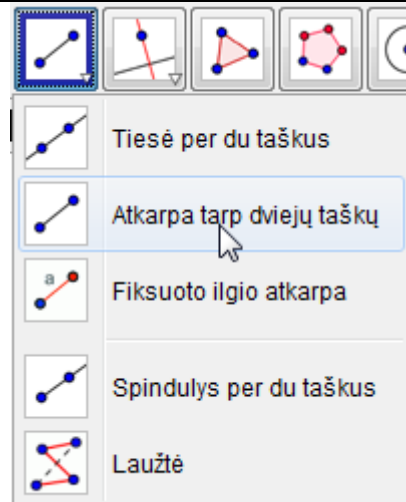 Tiesė per du taškus
Atkarpa tarp dviejų taškų
a
Fiksuoto ilgio atkarpa
Spindulys per du taškus
Laužtė